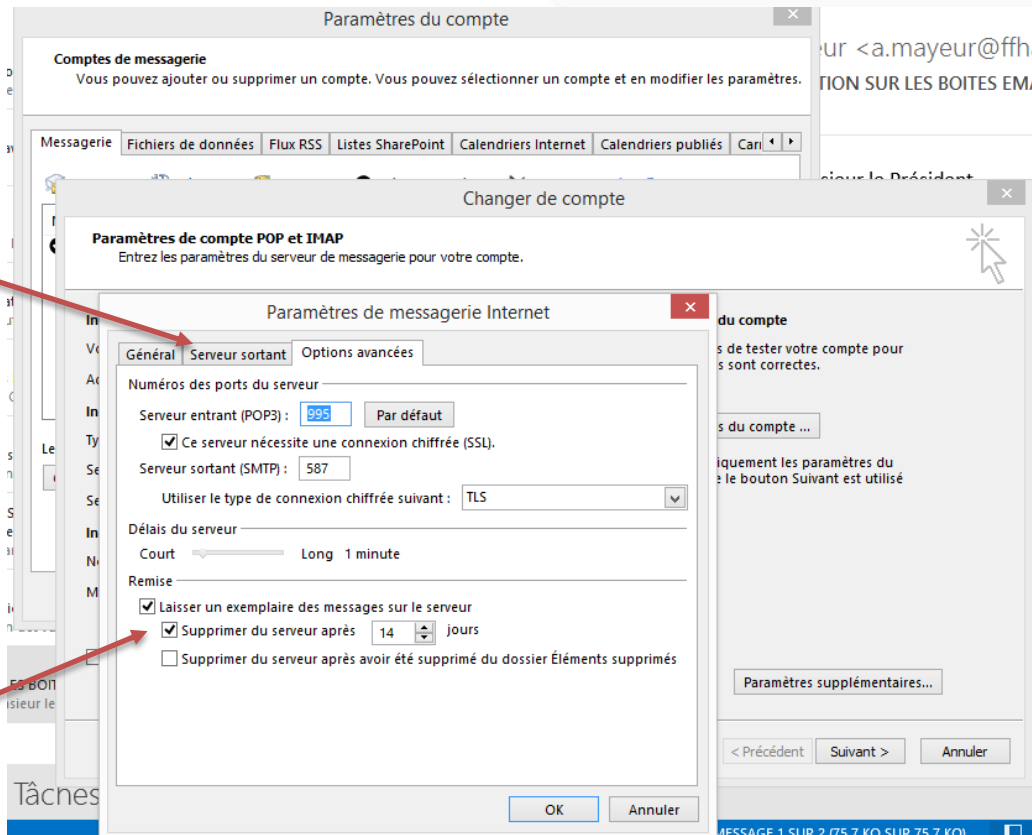 Paramètres du compte
Comptes de messagerie
Vous pouvez ajouter ou supprimer un compte. Vous pouvez sélectionner un compte et en modifier les paramètres.
<a.mayeur@ffh
SUR LES BOITES
Messagerie Fichiers de données Flux RSS Listes SharePoint Calendriers Internet Calendriers publiés
Changer de compte
Paramètres de compte POP et IMAP
Entrez les paramètres du serveur de messagerie pour votre compte.
Paramètres de messagerie Internet
Général Serveur sortant Options avancées
Numéros des ports du serveur
Serveur entrant (POP3) : 995 Par défaut
Ce serveur nécessite une connexion chiffrée (SSL).
Serveur sortant (SMTP) : 587
Utiliser le type de connexion chiffrée suivant : TLS
Délais du serveur
Court Long 1 minute
Remise
Laisser un exemplaire des messages sur le serveur
Supprimer du serveur après 14 jours
Supprimer du serveur après avoir été supprimé du dossier Éléments supprimés
OK Annuler
du compte
s de tester votre compte pour
s sont correctes.
s du compte ...
iquement les paramètres du
e le bouton Suivant est utilisé
Paramètres supplémentaires...
< Précédent Suivant > Annuler
Tâches
MESSAGE 1 SUR 2 (75,7 KO SUR 75,7 KO)